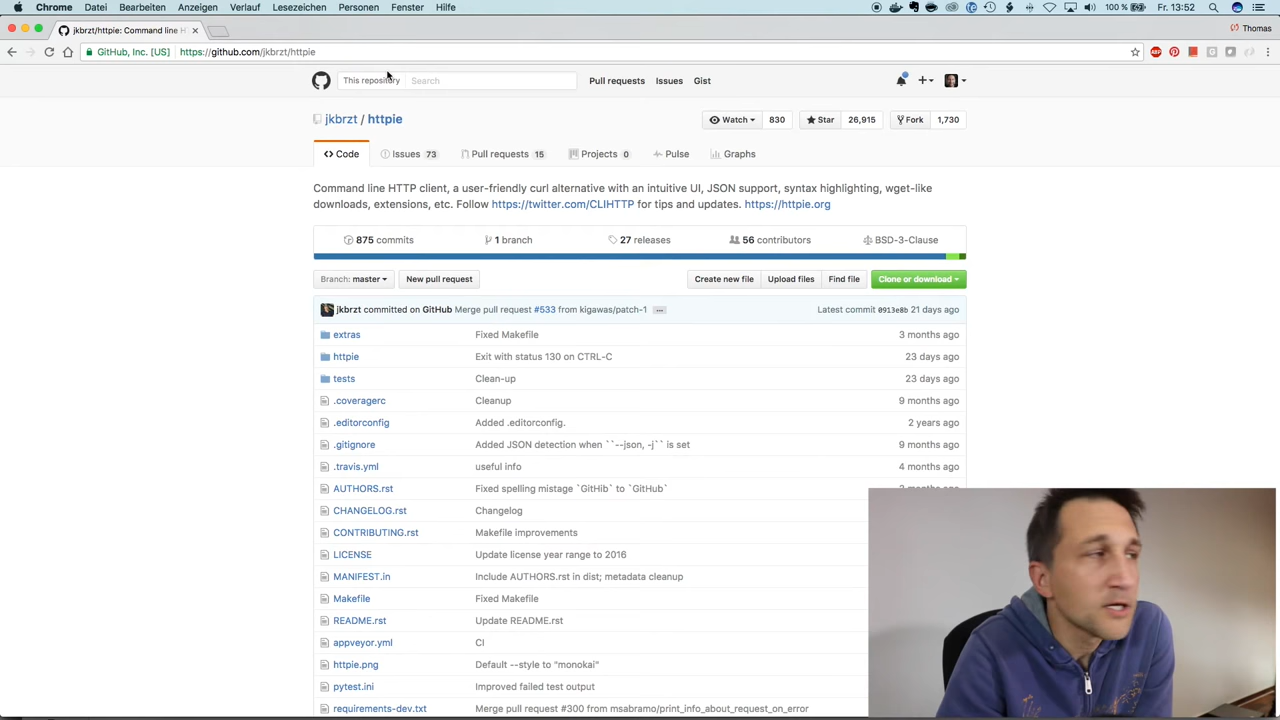 Chrome Datei Bearbeiten Anzeigen Verlauf Lesezeichen Personen Fenster Hilfe 100 % Fr. 13:52
jkbrzt/httpie: Command line H Thomas
GitHub, Inc. [US] https://github.com/jkbrzt/httpie
This repository Search Pull requests Issues Gist
jkbrzt / httpie Watch 830 Star 26,915 Fork 1,730
Code Issues 73 Pull requests 15 Projects 0 Pulse Graphs
Command line HTTP client, a user-friendly curl alternative with an intuitive UI, JSON support, syntax highlighting, wget-like
downloads, extensions, etc. Follow https://twitter.com/CLIHTTP for tips and updates. https://httpie.org
875 commits 1 branch 27 releases 56 contributors BSD-3-Clause
Branch: master New pull request Create new file Upload files Find file Clone or download
jkbrzt committed on GitHub Merge pull request #533 from kigawas/patch-1 ... Latest commit 0913e8b 21 days ago
extras Fixed Makefile 3 months ago
httpie Exit with status 130 on CTRL-C 23 days ago
tests Clean-up 23 days ago
.coveragerc Cleanup 9 months ago
.editorconfig Added .editorconfig. 2 years ago
.gitignore Added JSON detection when ``--json, -j`` is set 9 months ago
.travis.yml useful info 4 months ago
AUTHORS.rst Fixed spelling mistage `GitHib` to `GitHub`
CHANGELOG.rst Changelog
CONTRIBUTING.rst Makefile improvements
LICENSE Update license year range to 2016
MANIFEST.in Include AUTHORS.rst in dist; metadata cleanup
Makefile Fixed Makefile
README.rst Update README.rst
appveyor.yml CI
httpie.png Default --style to "monokai"
pytest.ini Improved failed test output
requirements-dev.txt Merge pull request #300 from msabramo/print_info_about_request_on_error